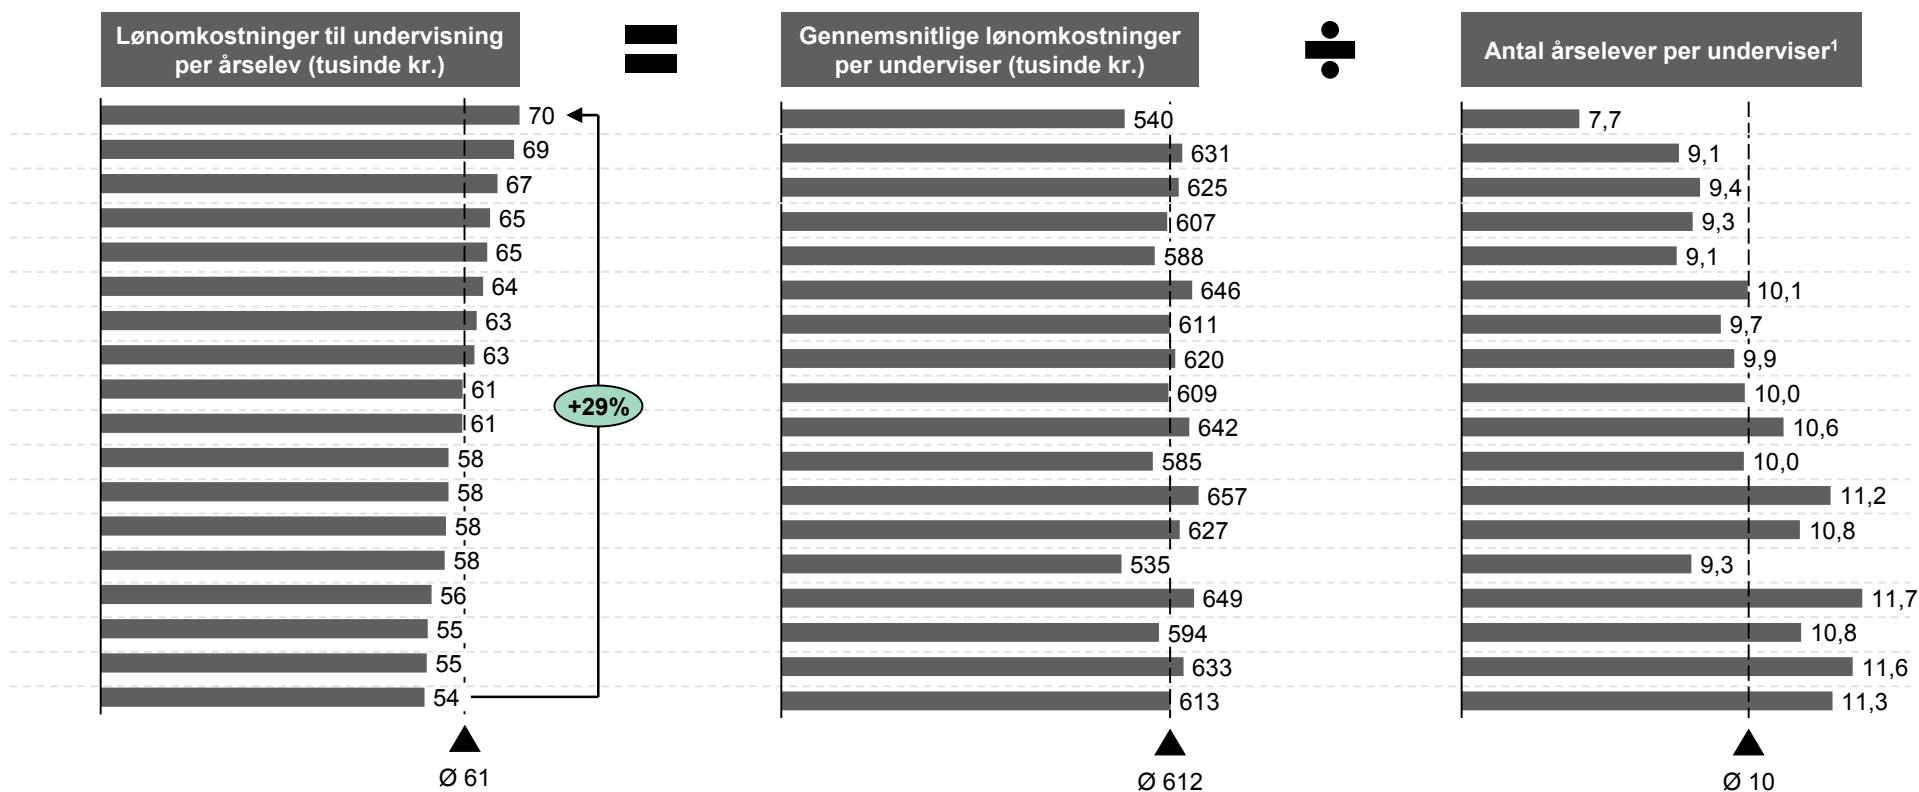 Lønomkostninger til undervisning
per årselev (tusinde kr.)
Gennemsnitlige lønomkostninger
per underviser (tusinde kr.)
Antal årselever per underviser¹
70 540 7,7
69 631 9,1
67 625 9,4
65 607 9,3
65 588 9,1
64 646 10,1
63 611 9,7
63 620 9,9
61 609 10,0
+29%
61 642 10,6
58 585 10,0
58 657 11,2
58 627 10,8
58 535 9,3
56 649 11,7
55 594 10,8
55 633 11,6
54 613 11,3
Ø 61 Ø 612 Ø 10